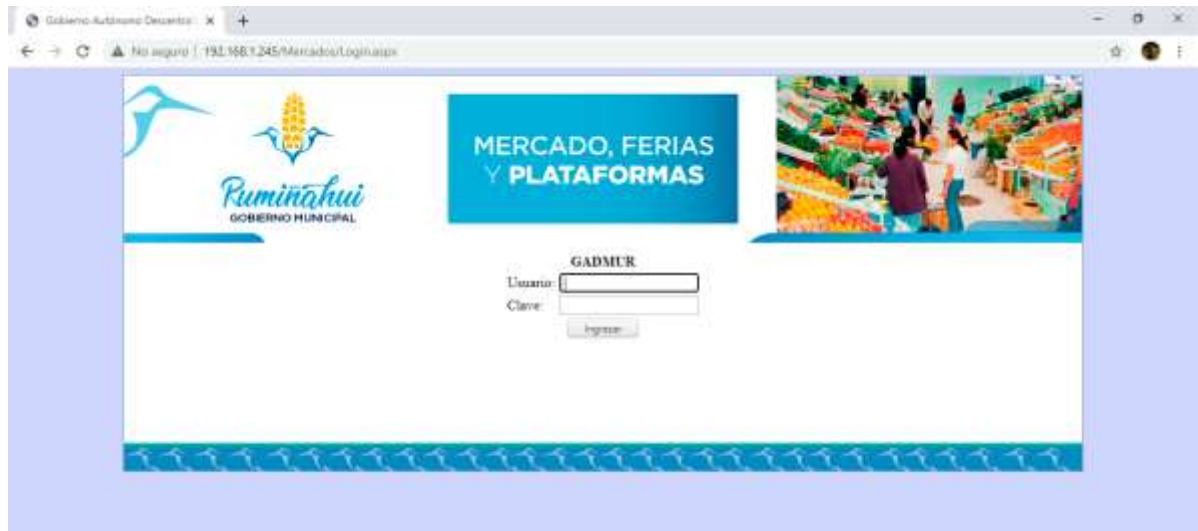 Gobierno Autónomo Descentra
No seguro | 192.168.1.245/Mercados/Login.aspx
Rumiñahui
GOBIERNO MUNICIPAL
MERCADO, FERIAS
Y PLATAFORMAS
GADMUR
Usuario:
Clave:
Ingresar